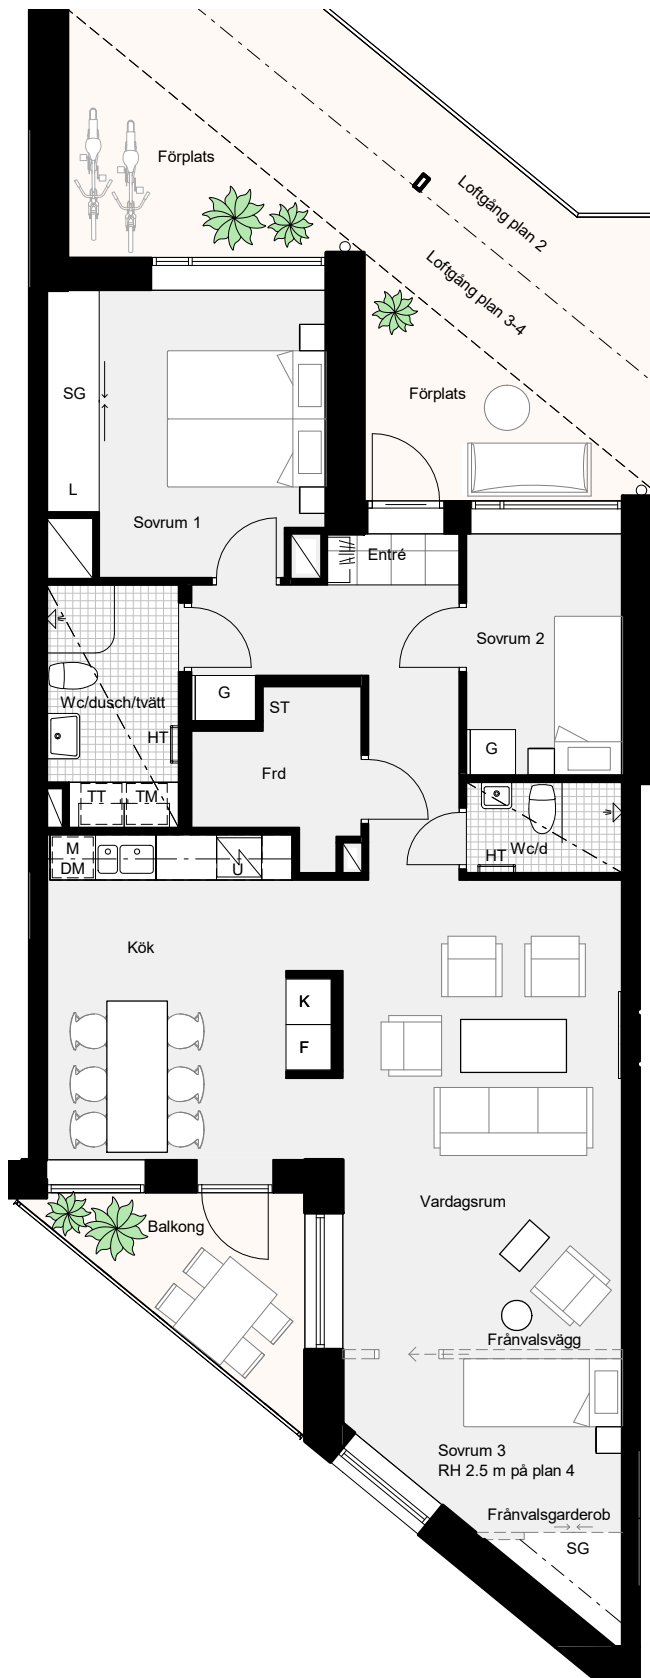 Förplats
Loftgång plan 2
Loftgång plan 3-4
Förplats
SG
L
Sovrum 1
Entré
Sovrum 2
G
ST
Wc/dusch/tvätt
HT
Frd
G
TT
TM
M
DM
U
HT
Wc/d
Kök
K
F
Vardagsrum
Balkong
Frånvalsvägg
Sovrum 3
RH 2.5 m på plan 4
Frånvalsgarderob
SG